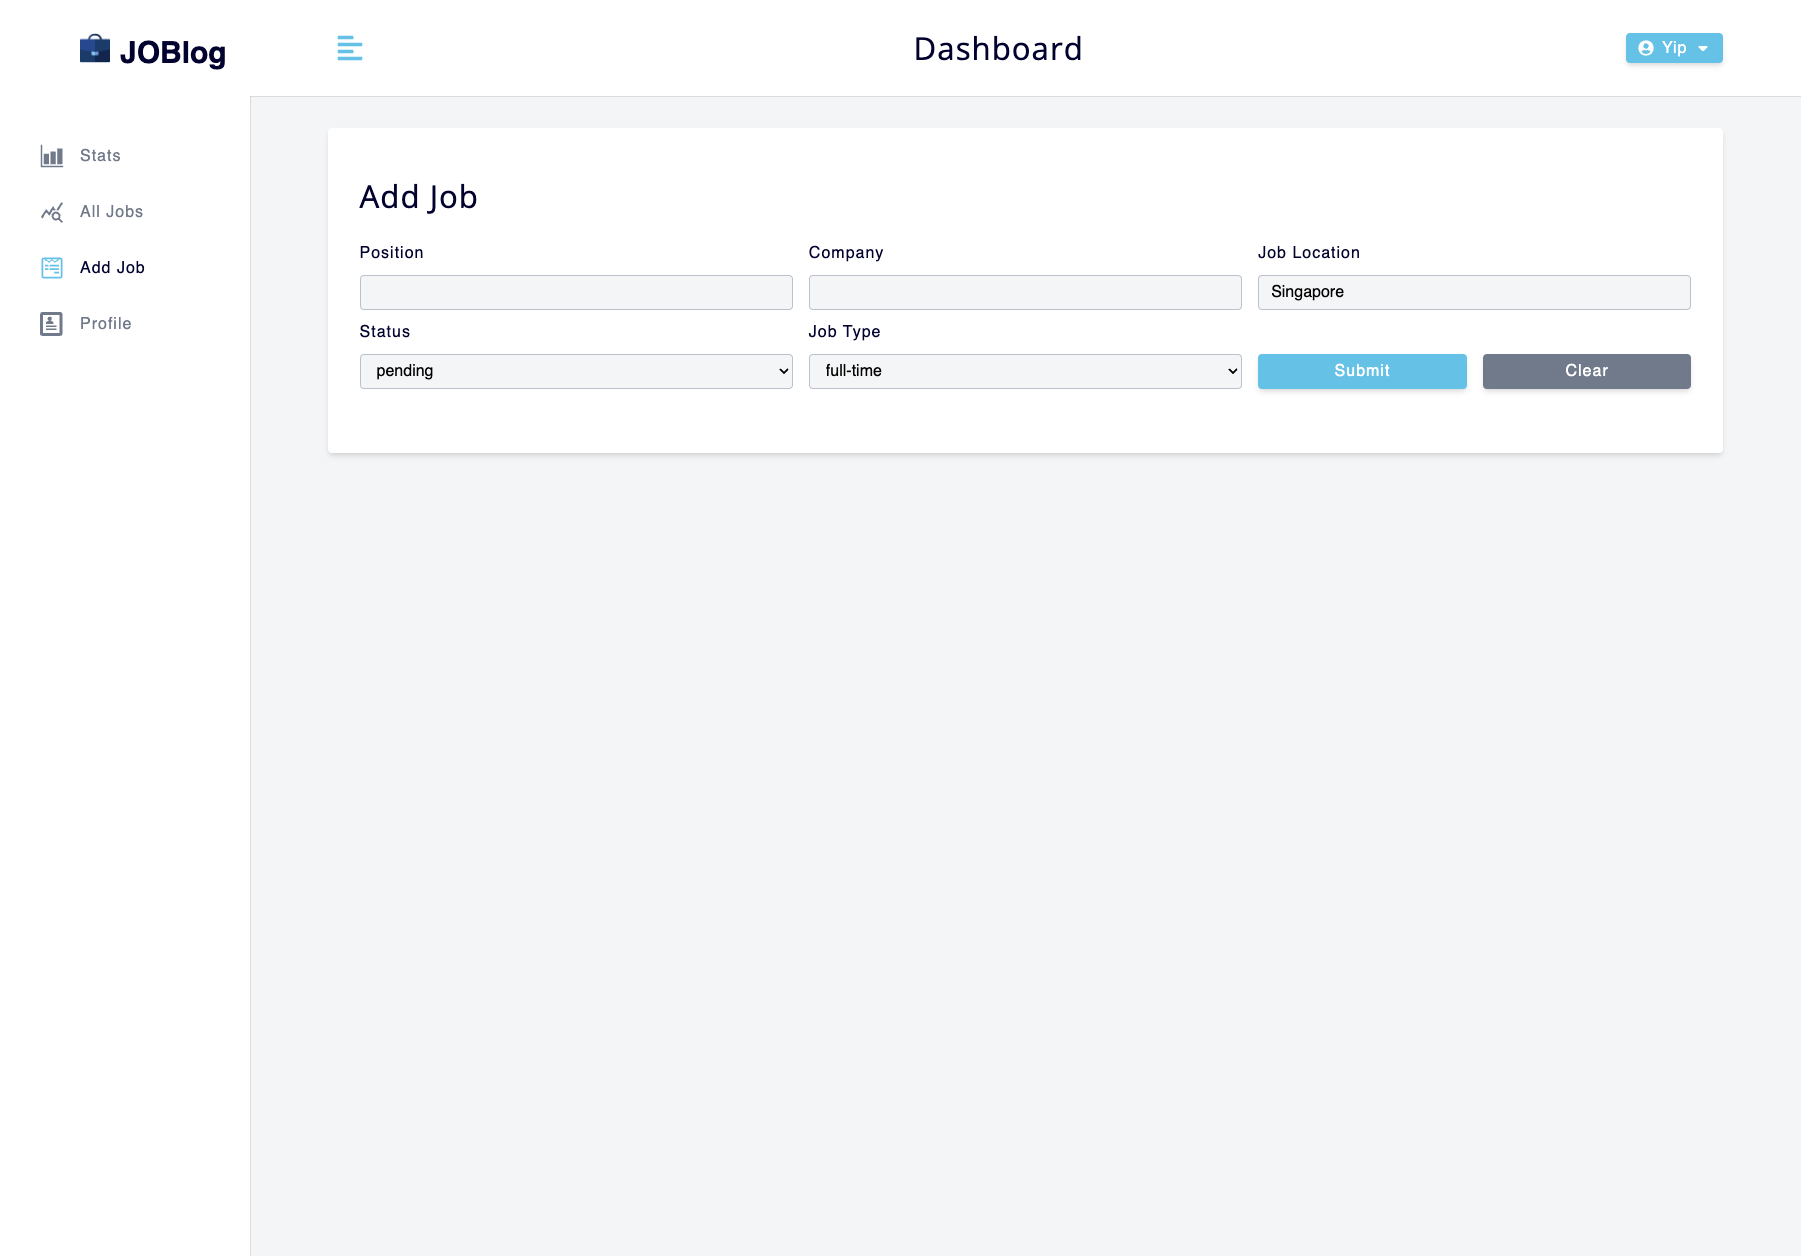 JOBlog
Dashboard
Yip
Stats
All Jobs
Add Job
Profile
Add Job
Position
Company
Job Location
Singapore
Status
Job Type
pending
full-time
Submit
Clear